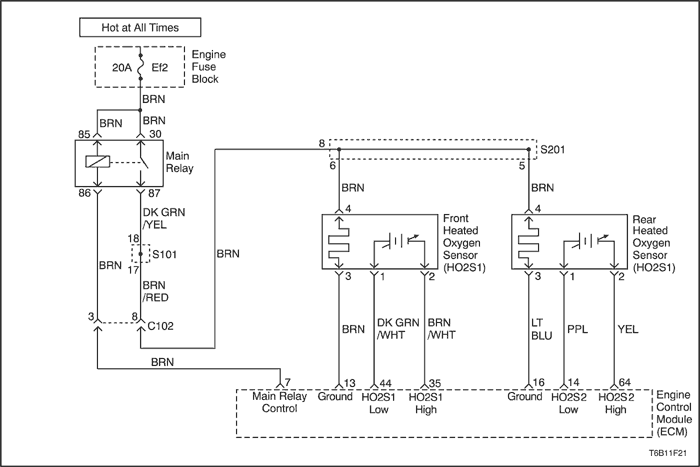 Hot at All Times
20A Ef2
Engine
Fuse
Block
BRN
BRN BRN
85 30
Main
Relay
86 87
DK GRN
/YEL
18
S101
17
BRN
BRN
/RED
3 8 C102
BRN
BRN
8 S201
6 5
BRN BRN
4 4
Front
Heated
Oxygen
Sensor
(HO2S1)
Rear
Heated
Oxygen
Sensor
(HO2S1)
3 1 2 3 1 2
BRN
DK GRN
/WHT
BRN
/WHT
LT
BLU
PPL
YEL
7 13 44 35 16 14 64
Main Relay
Control
Ground
HO2S1
Low
HO2S1
High
Ground
HO2S2
Low
HO2S2
High
Engine
Control
Module
(ECM)
T6B11F21